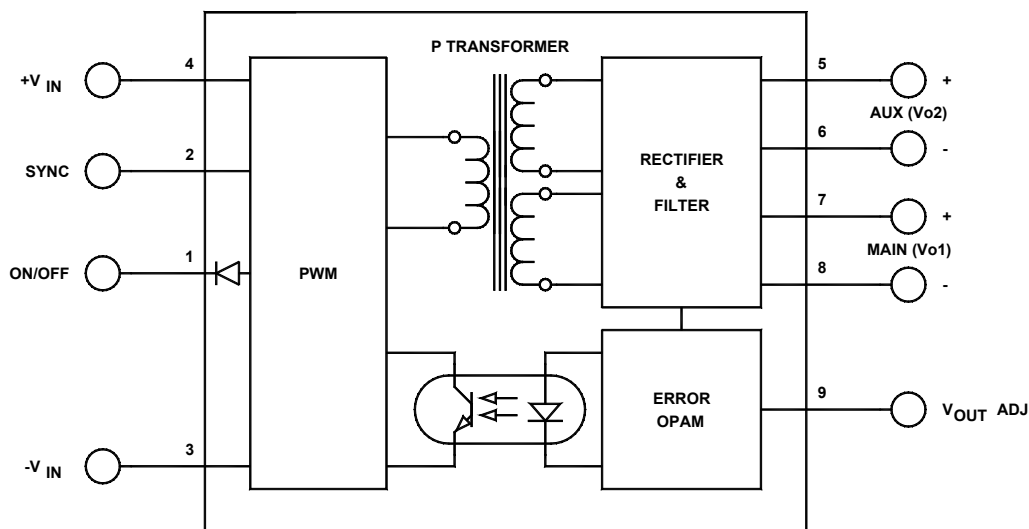 P TRANSFORMER
+V IN
4
SYNC
2
ON/OFF
1
-V IN
3
PWM
RECTIFIER
&
FILTER
ERROR
OPAM
5
+
AUX (Vo2)
6
-
7
+
MAIN (Vo1)
8
-
9
VOUT ADJ